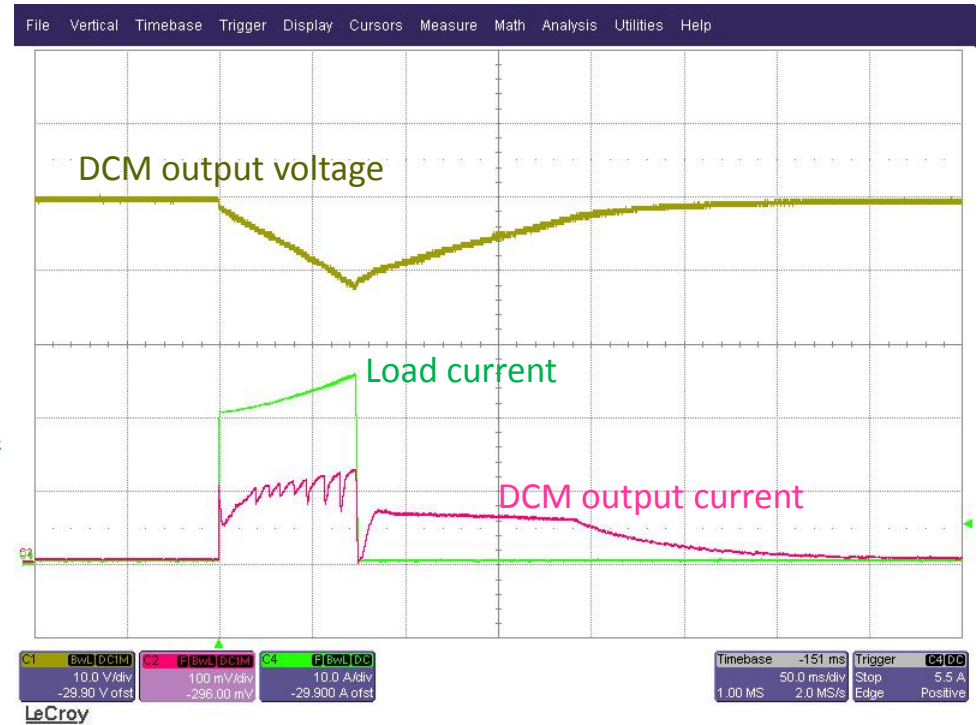 File Vertical Timebase Trigger Display Cursors Measure Math Analysis Utilities Help
DCM output voltage
Load current
DCM output current
C1 BwL DC1M
10.0 V/div
-29.90 V ofst
C2 F BwL DC1M
100 mV/div
-296.00 mV
C4 F BwL DC
10.0 A/div
-29.900 A ofst
Timebase -151 ms
50.0 ms/div
1.00 MS 2.0 MS/s
Trigger C4 DC
Stop 5.5 A
Edge Positive
LeCroy